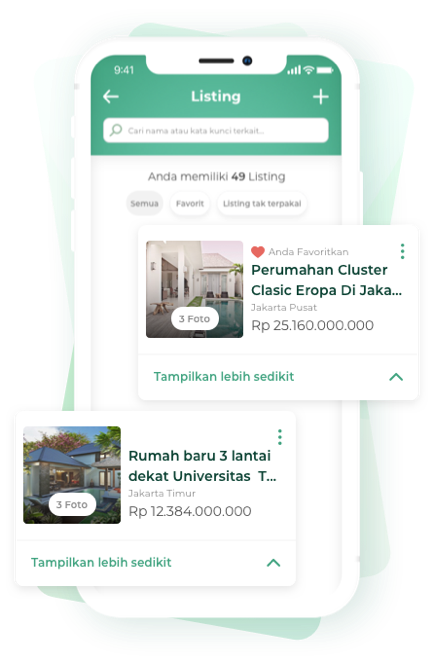 9:41
Listing
Cari nama atau kata kunci terkait...
Anda memiliki 49 Listing
Semua
Favorit
Listing tak terpakai
Anda Favoritkan
Perumahan Cluster
Clasic Eropa Di Jaka...
Jakarta Pusat
Rp 25.160.000.000
3 Foto
Tampilkan lebih sedikit
Rumah baru 3 lantai
dekat Universitas T...
Jakarta Timur
Rp 12.384.000.000
3 Foto
Tampilkan lebih sedikit